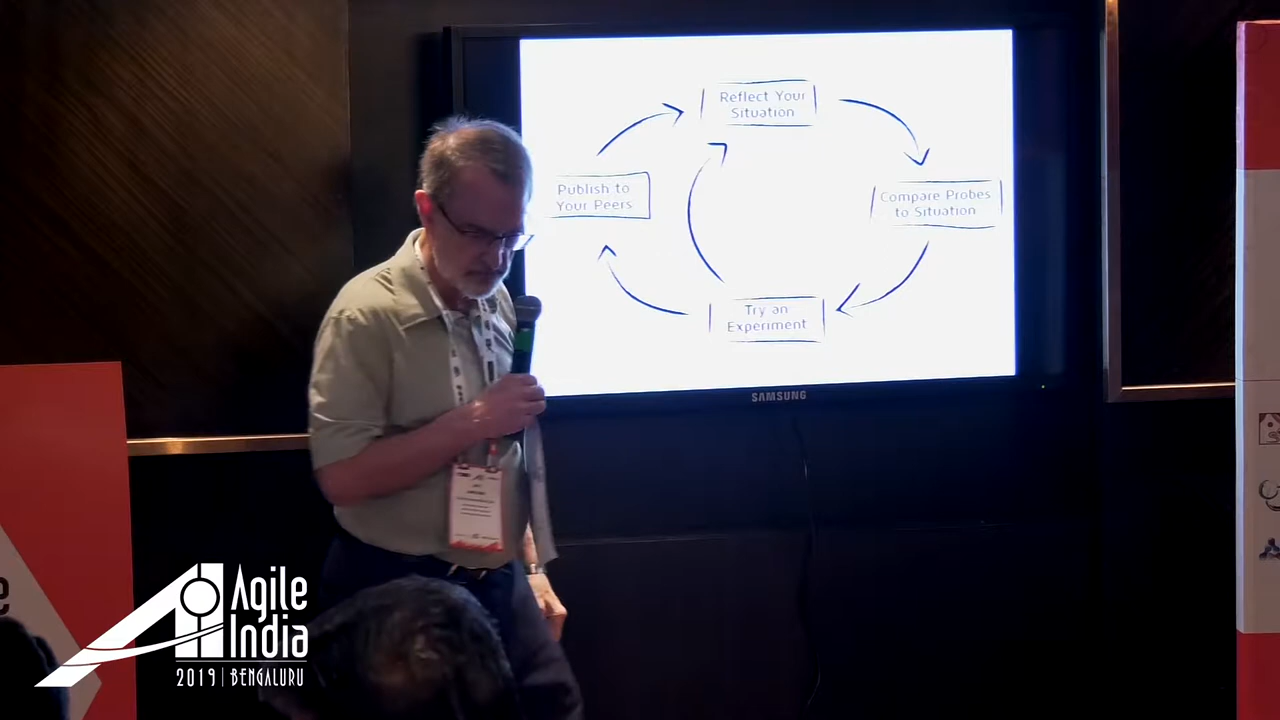 Reflect Your
Situation
Publish to
Your Peers
Compare Probes
to Situation
Try an
Experiment
SAMSUNG
Agile
India
2019 | BENGALURU